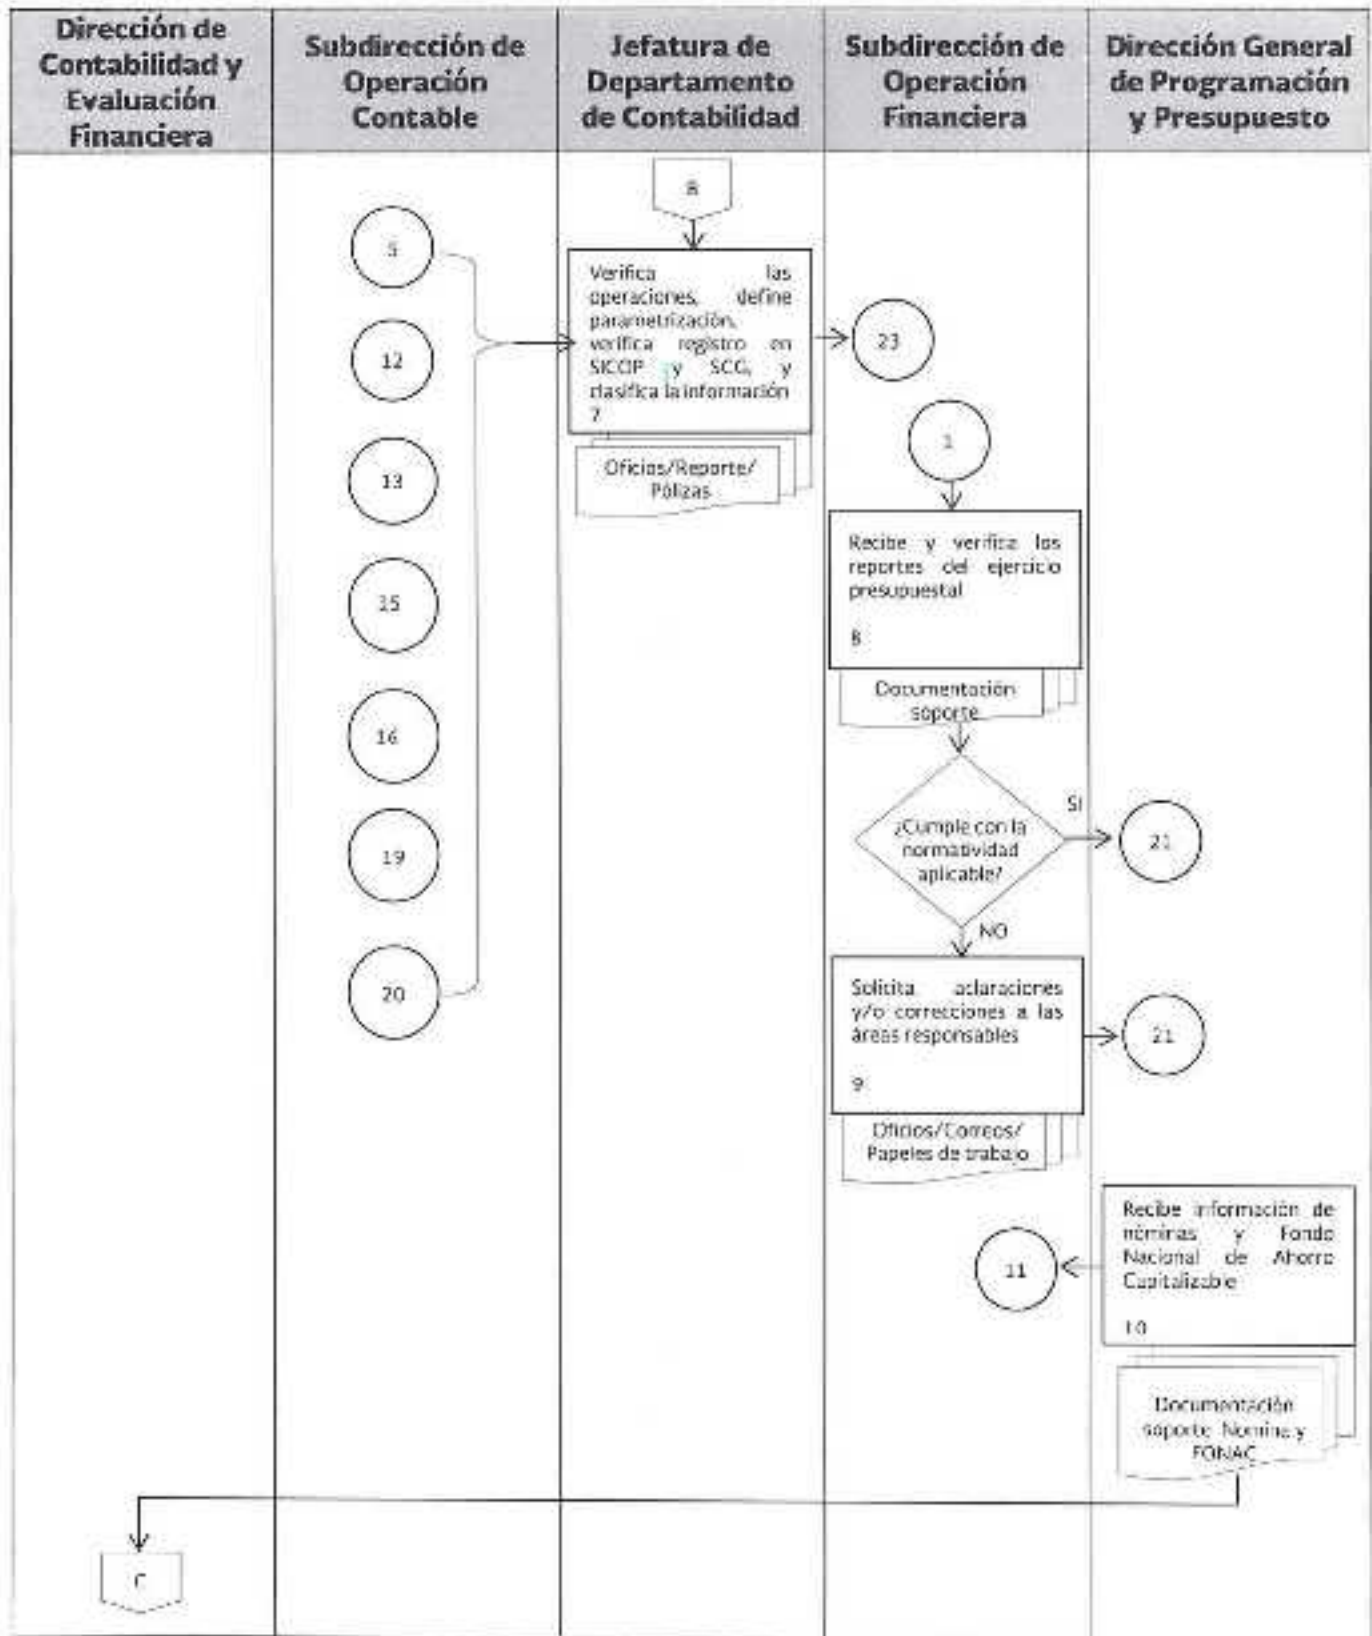 Dirección de
Contabilidad y
Evaluación
Financiera
Subdirección de
Operación
Contable
Jefatura de
Departamento
de Contabilidad
Subdirección de
Operación
Financiera
Dirección General
de Programación
y Presupuesto
B
5
12
13
15
16
19
20
Verifica las
operaciones, define
parametrización,
verifica registro en
SICOP y SCG, y
clasifica la información
7
Oficios/Reporte/
Pólizas
23
1
Recibe y verifica los
reportes del ejercicio
presupuestal
8
Documentación
soporte
¿Cumple con la
normatividad
aplicable?
SI
21
NO
Solicita aclaraciones
y/o correcciones a las
áreas responsables
9
21
Oficios/Correos/
Papeles de trabajo
Recibe información de
nóminas y Fondo
Nacional de Ahorro
Capitalizable
10
11
Documentación
soporte Nomina y
FONAC
C